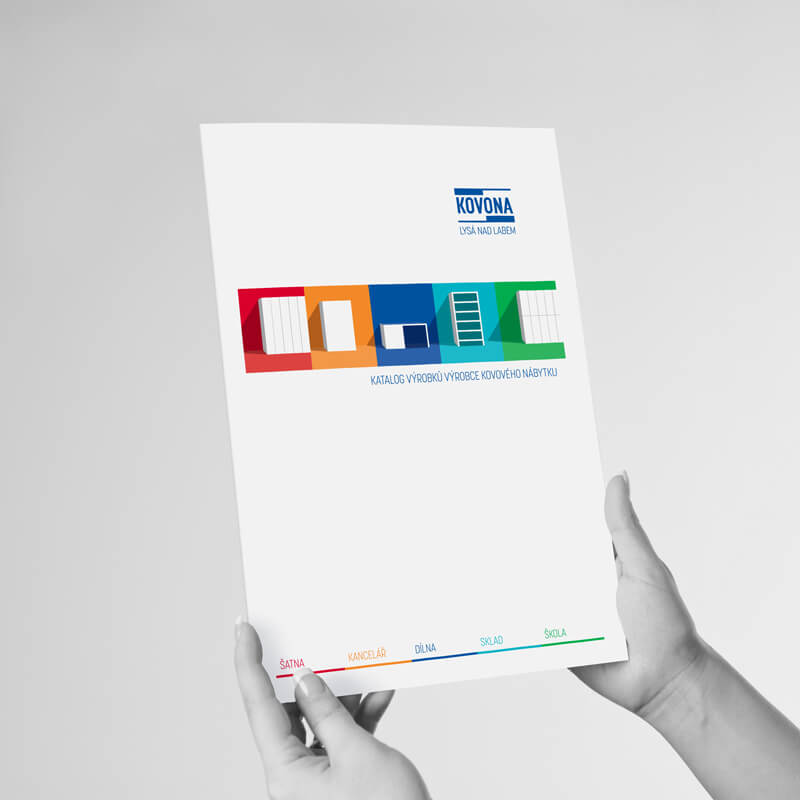 KOVONA
LYSÁ NAD LABEM
KATALOG VÝROBKŮ VÝROBCE KOVOVÉHO NÁBYTKU
ŠATNA
KANCELÁŘ
DÍLNA
SKLAD
ŠKOLA